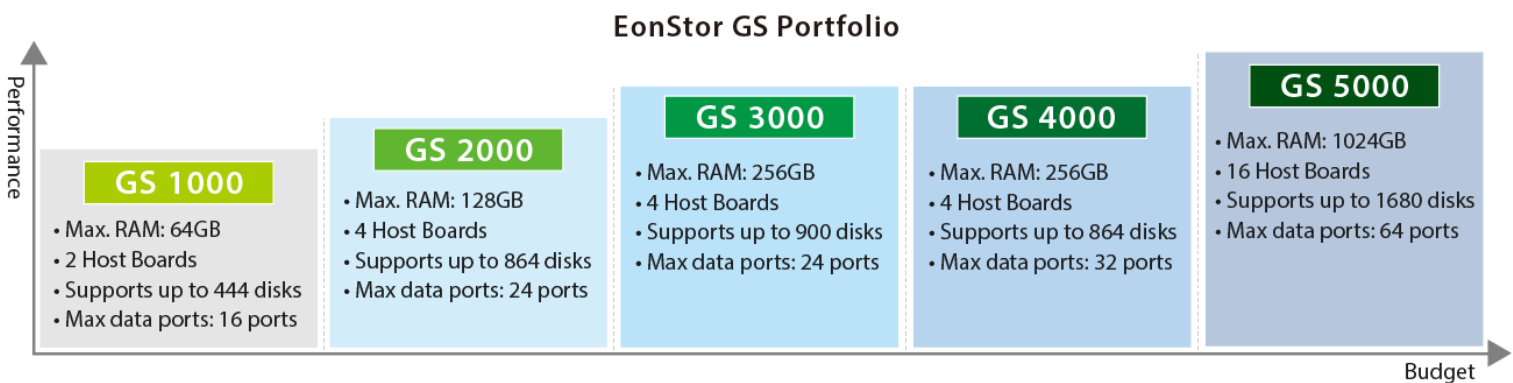 EonStor GS Portfolio
Performance
GS 1000
• Max. RAM: 64GB
• 2 Host Boards
• Supports up to 444 disks
• Max data ports: 16 ports
GS 2000
• Max. RAM: 128GB
• 4 Host Boards
• Supports up to 864 disks
• Max data ports: 24 ports
GS 3000
• Max. RAM: 256GB
• 4 Host Boards
• Supports up to 900 disks
• Max data ports: 24 ports
GS 4000
• Max. RAM: 256GB
• 4 Host Boards
• Supports up to 864 disks
• Max data ports: 32 ports
GS 5000
• Max. RAM: 1024GB
• 16 Host Boards
• Supports up to 1680 disks
• Max data ports: 64 ports
Budget